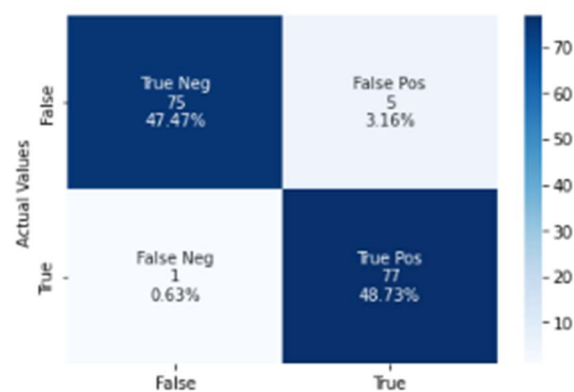 Actual Values
False
True
True Neg
75
47.47%
False Pos
5
3.16%
False Neg
1
0.63%
True Pos
77
48.73%
False
True
70
60
50
40
30
20
10